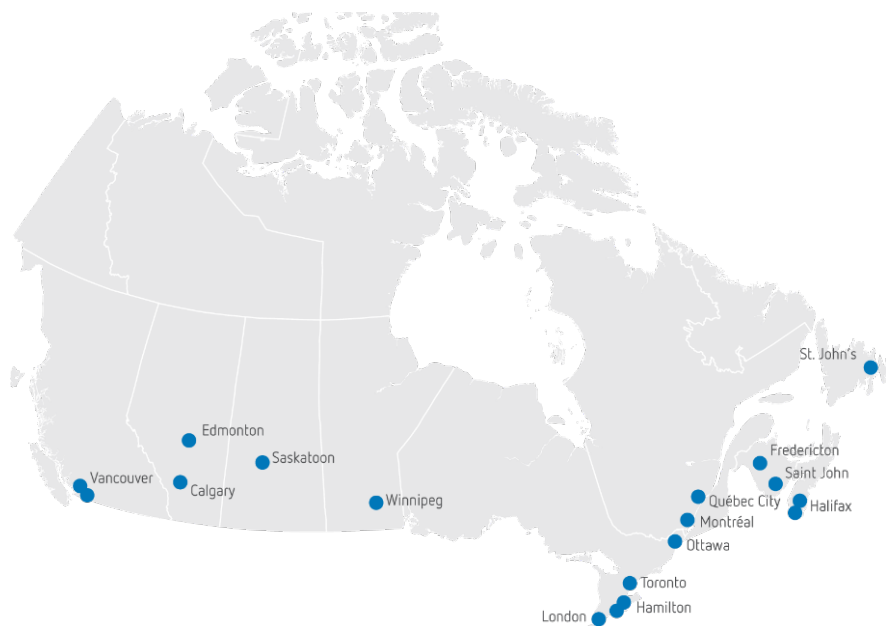 St. John's
Edmonton
Fredericton
Saskatoon
Saint John
Vancouver
Calgary
Winnipeg
Québec City
Halifax
Montréal
Ottawa
Toronto
Hamilton
London